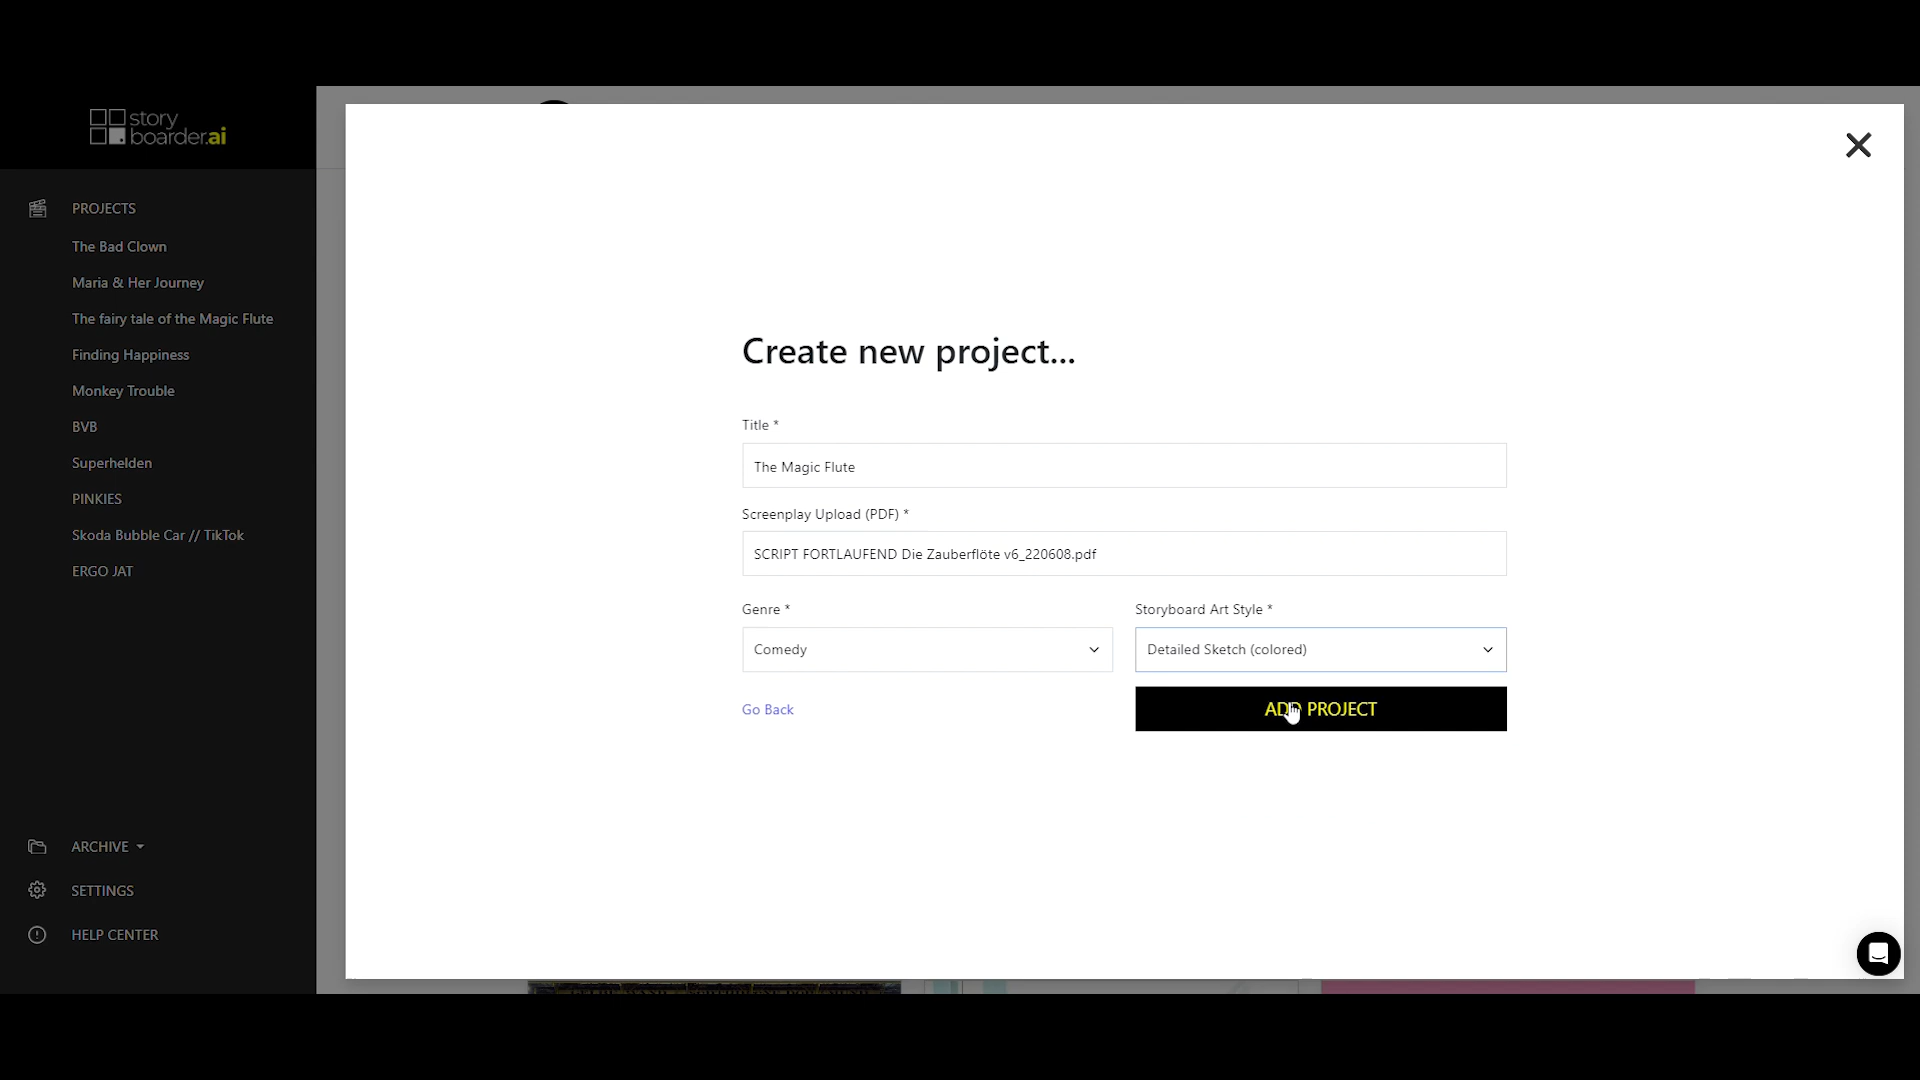 story
boarder.ai
PROJECTS
The Bad Clown
Maria & Her Journey
The fairy tale of the Magic Flute
Finding Happiness
Monkey Trouble
BVB
Superhelden
PINKIES
Skoda Bubble Car // TikTok
ERGO JAT
ARCHIVE
SETTINGS
HELP CENTER
Create new project...
Title *
The Magic Flute
Screenplay Upload (PDF) *
SCRIPT FORTLAUFEND Die Zauberflöte v6_220608.pdf
Genre *
Storyboard Art Style *
Comedy
Detailed Sketch (colored)
Go Back
ADD PROJECT